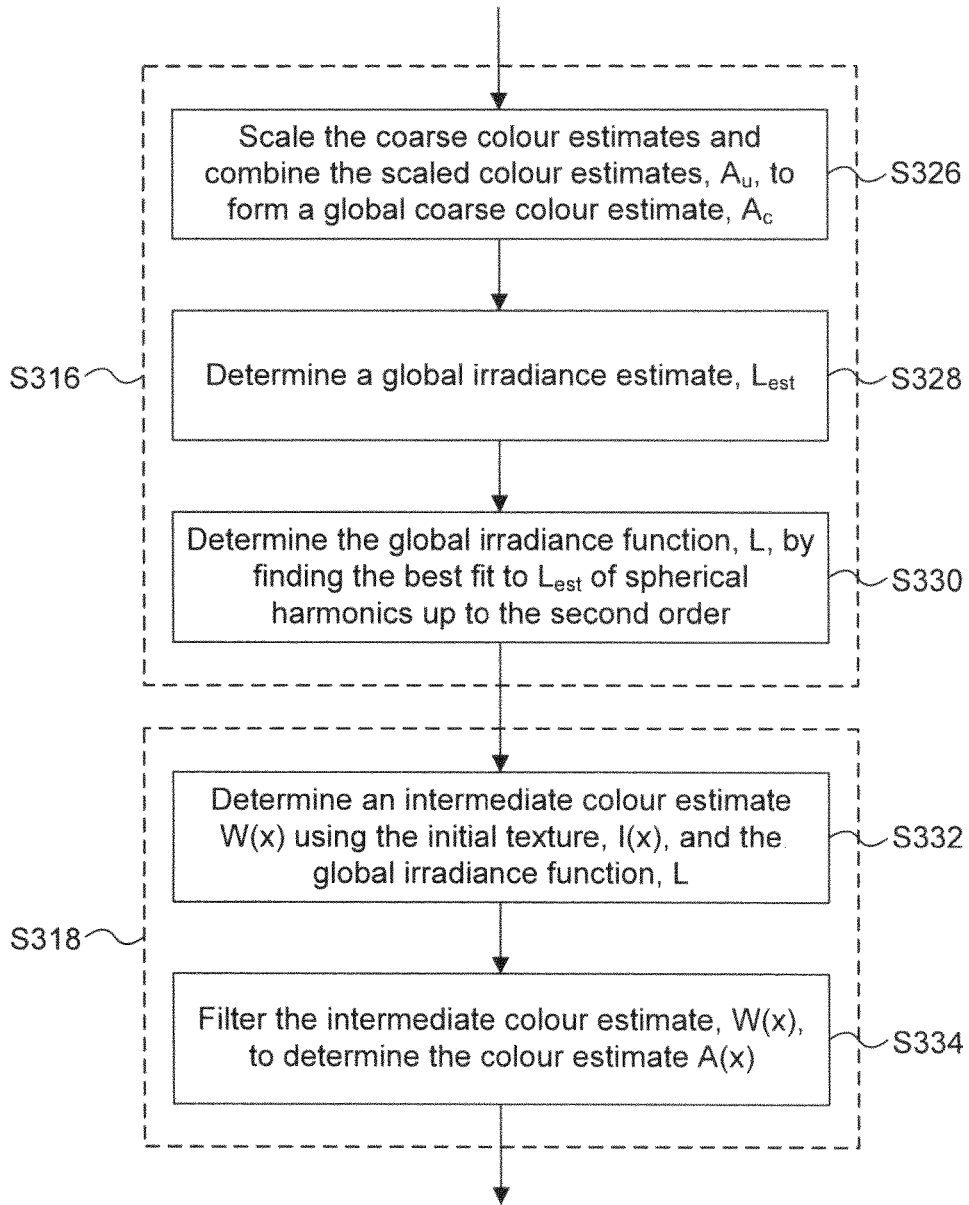 Scale the coarse colour estimates and
combine the scaled colour estimates, Au, to
form a global coarse colour estimate, Ac
S326
Determine a global irradiance estimate, Lest
S316
S328
Determine the global irradiance function, L, by
finding the best fit to Lest of spherical
harmonics up to the second order
S330
Determine an intermediate colour estimate
W(x) using the initial texture, I(x), and the
global irradiance function, L
S332
S318
Filter the intermediate colour estimate, W(x),
to determine the colour estimate A(x)
S334